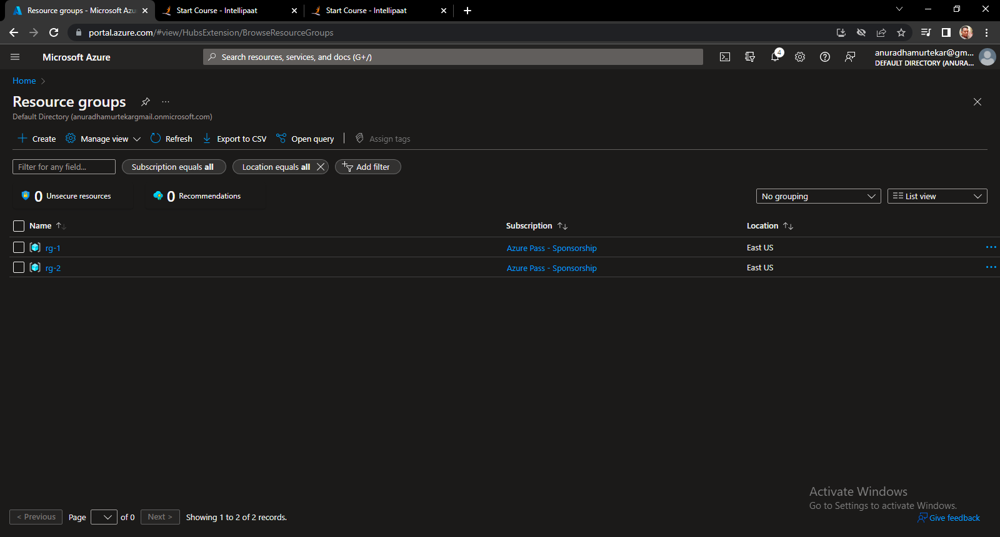 Resource groups - Microsoft Azu
Start Course - Intellipaat
Start Course - Intellipaat
portal.azure.com/#view/HubsExtension/BrowseResourceGroups
Microsoft Azure
Search resources, services, and docs (G+/)
4
anuradhamurtekar@gm...
DEFAULT DIRECTORY (ANURA...
Home
Resource groups
Default Directory (anuradhamurtekargmail.onmicrosoft.com)
Create
Manage view
Refresh
Export to CSV
Open query
Assign tags
Filter for any field...
Subscription equals all
Location equals all
Add filter
0 Unsecure resources
0 Recommendations
No grouping
List view
Name
Subscription
Location
rg-1
Azure Pass - Sponsorship
East US
rg-2
Azure Pass - Sponsorship
East US
Activate Windows
Go to Settings to activate Windows.
< Previous
Page
of 0
Next >
Showing 1 to 2 of 2 records.
Give feedback